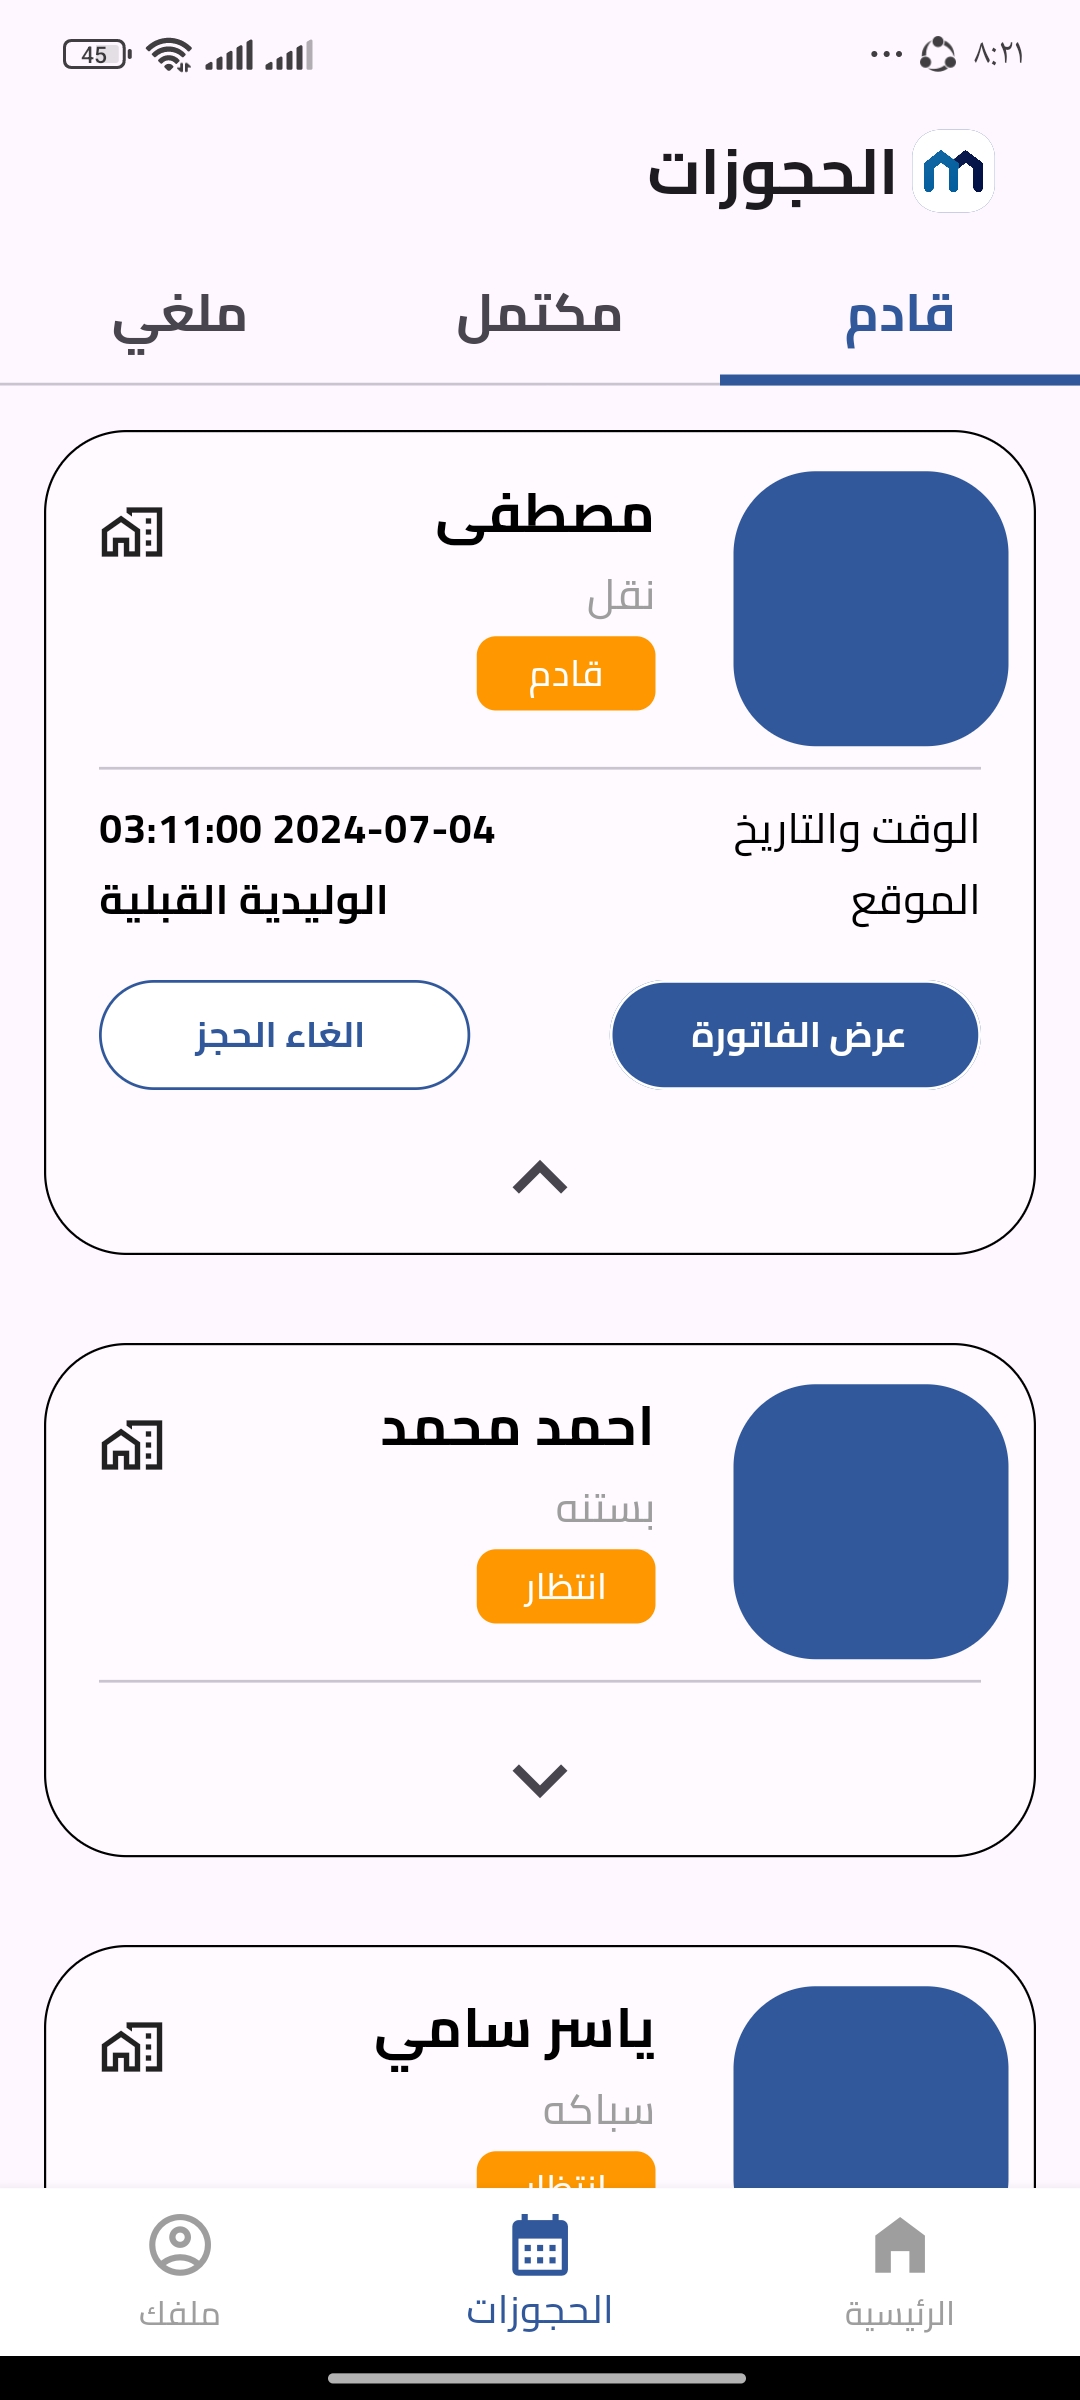 ٨:٢١
45
الحجوزات
قادم
مكتمل
ملغي
مصطفى
نقل
قادم
الوقت والتاريخ
03:11:00 2024-07-04
الموقع
الوليدية القبلية
عرض الفاتورة
الغاء الحجز
احمد محمد
بستنه
انتظار
ياسر سامي
سباكه
انتظار
الرئيسية
الحجوزات
ملفك